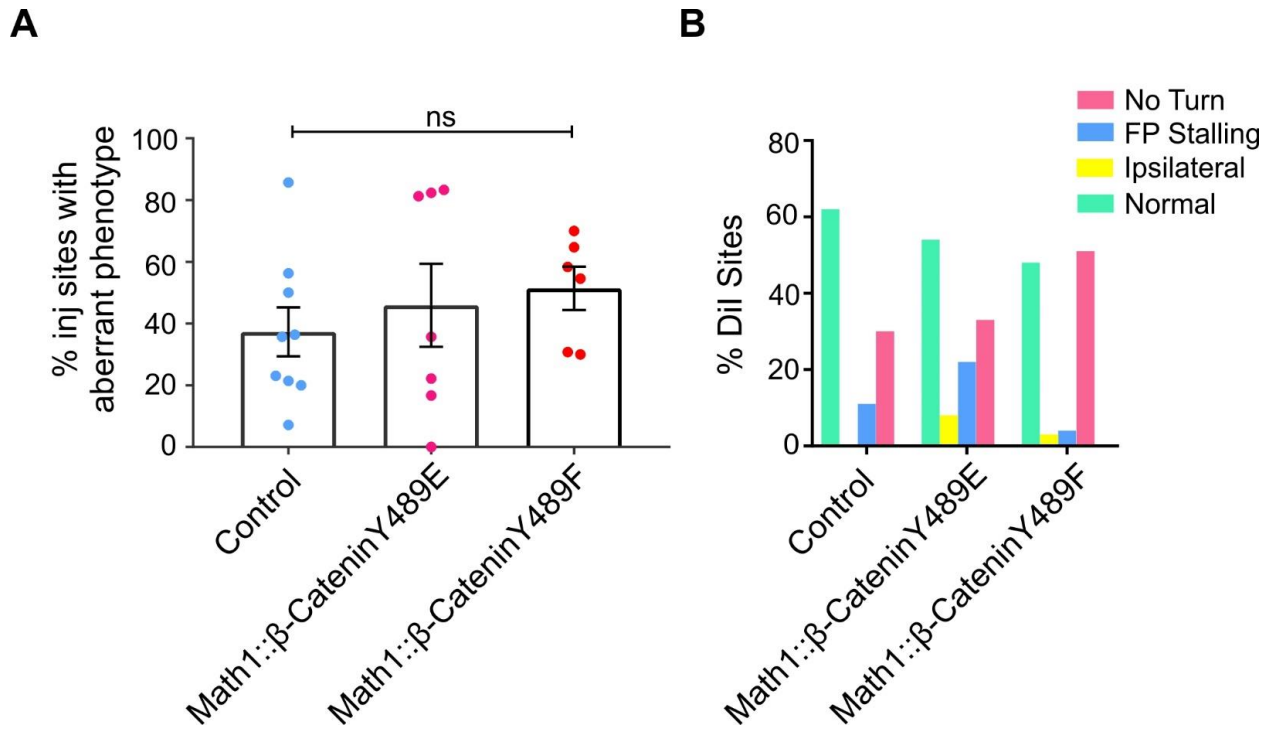 A
% inj sites with
aberrant phenotype
100
80
60
40
20
0
ns
Control
Math1::β-CateninY489E
Math1::β-CateninY489F
B
% DiI Sites
80
60
40
20
0
No Turn
FP Stalling
Ipsilateral
Normal
Control
Math1::β-CateninY489E
Math1::β-CateninY489F